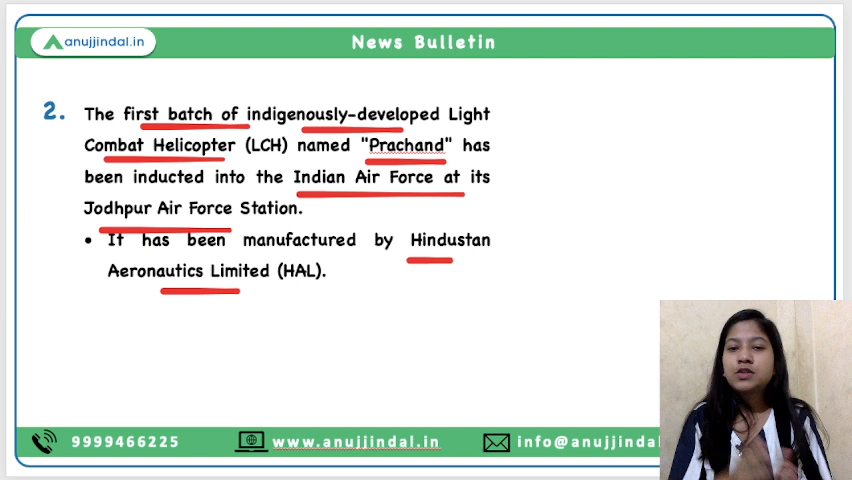 anujjindal.in
News Bulletin
2. The first batch of indigenously-developed Light
Combat Helicopter (LCH) named "Prachand" has
been inducted into the Indian Air Force at its
Jodhpur Air Force Station.
• It has been manufactured by Hindustan
Aeronautics Limited (HAL).
9999466225 www.anujjindal.in info@anujjindal